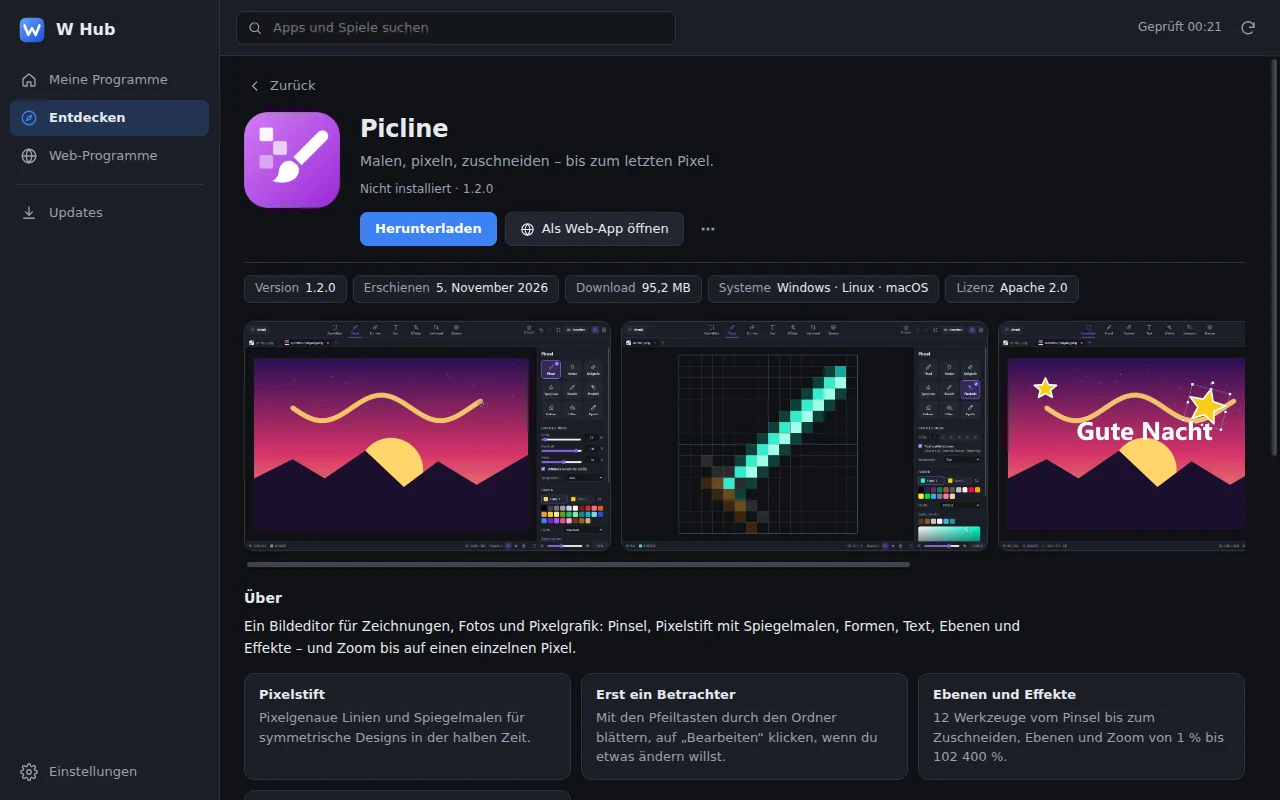 W Hub
Apps und Spiele suchen
Geprüft 00:21
Meine Programme
Entdecken
Web-Programme
Updates
Einstellungen
Zurück
Picline
Malen, pixeln, zuschneiden – bis zum letzten Pixel.
Nicht installiert · 1.2.0
Herunterladen
Als Web-App öffnen
Version 1.2.0
Erschienen 5. November 2026
Download 95,2 MB
Systeme Windows · Linux · macOS
Lizenz Apache 2.0
Pinsel
Pinsel
Gute Nacht
Über
Ein Bildeditor für Zeichnungen, Fotos und Pixelgrafik: Pinsel, Pixelstift mit Spiegelmalen, Formen, Text, Ebenen und
Effekte – und Zoom bis auf einen einzelnen Pixel.
Pixelstift
Pixelgenaue Linien und Spiegelmalen für
symmetrische Designs in der halben Zeit.
Erst ein Betrachter
Mit den Pfeiltasten durch den Ordner
blättern, auf „Bearbeiten“ klicken, wenn du
etwas ändern willst.
Ebenen und Effekte
12 Werkzeuge vom Pinsel bis zum
Zuschneiden, Ebenen und Zoom von 1 % bis
102 400 %.